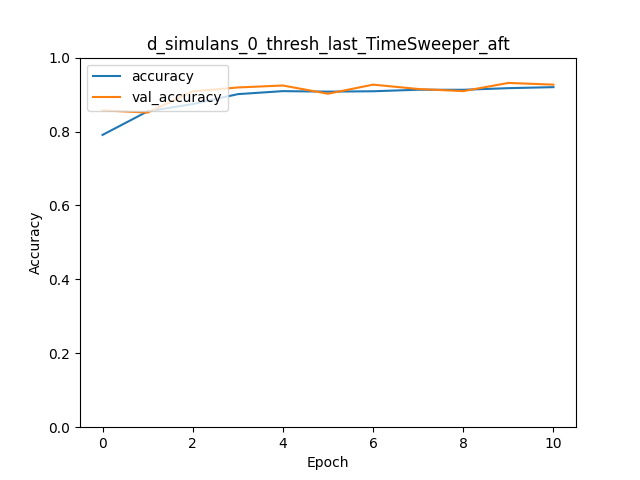 d_simulans_0_thresh_last_TimeSweeper_aft
accuracy
val_accuracy
1.0
0.8
0.6
0.4
0.2
0.0
Accuracy
0 2 4 6 8 10
Epoch